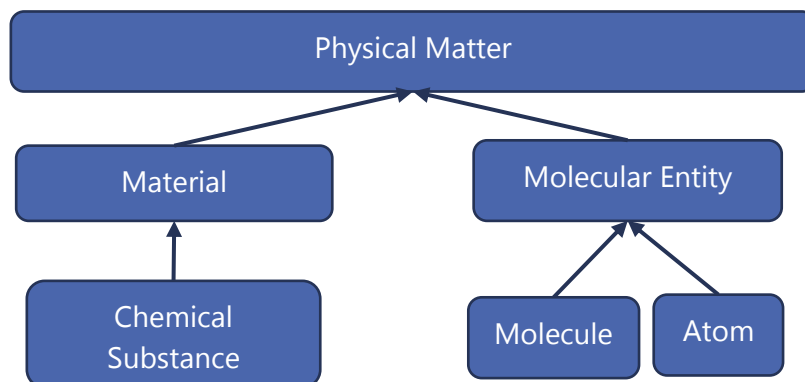 Physical Matter
Material
Molecular Entity
Chemical
Substance
Molecule
Atom